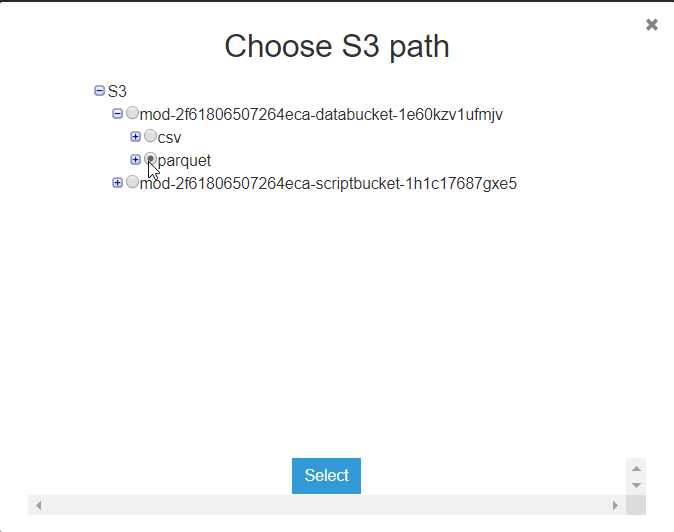 Choose S3 path
S3
mod-2f61806507264eca-databucket-1e60kzv1ufmjv
csv
parquet
mod-2f61806507264eca-scriptbucket-1h1c17687gxe5
Select